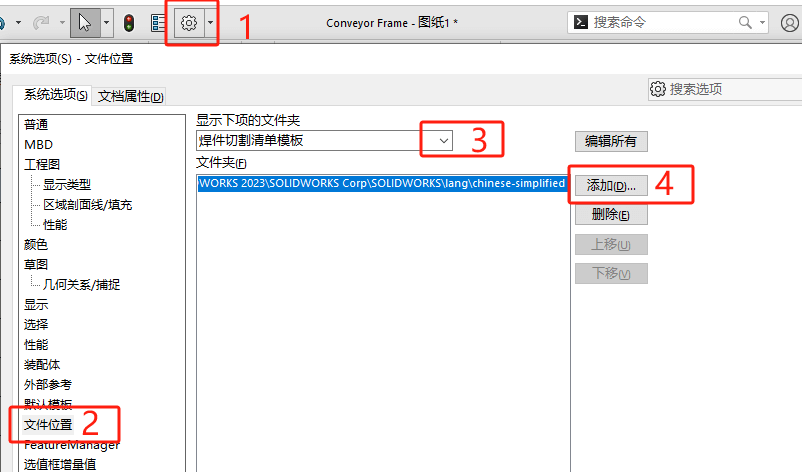 1
Conveyor Frame - 图纸1 *
搜索命令
系统选项(S) - 文件位置
系统选项(S)
文档属性(D)
搜索选项
普通
MBD
工程图
显示类型
区域剖面线/填充
性能
颜色
草图
几何关系/捕捉
显示
选择
性能
装配体
外部参考
默认模板
文件位置
2
FeatureManager
选值框增量值
显示下项的文件夹
焊件切割清单模板
3
编辑所有
文件夹(F)
WORKS 2023\SOLIDWORKS Corp\SOLIDWORKS\lang\chinese-simplified
添加(D)...
4
删除(E)
上移(U)
下移(V)